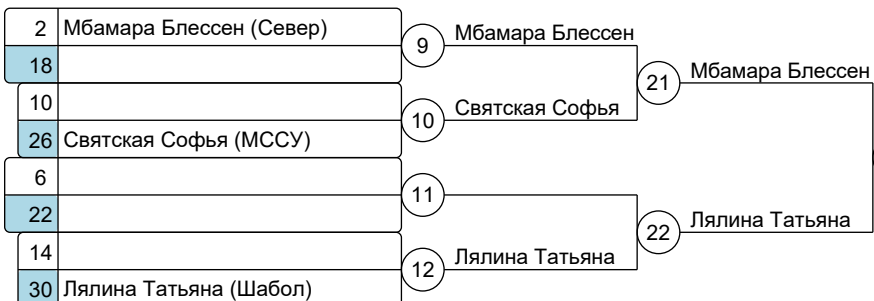 2 Мбамара Блессен (Север)
18
9 Мбамара Блессен
10
26 Святская Софья (МССУ)
10 Святская Софья
21 Мбамара Блессен
6
22
11
14
30 Лялина Татьяна (Шабол)
12 Лялина Татьяна
22 Лялина Татьяна